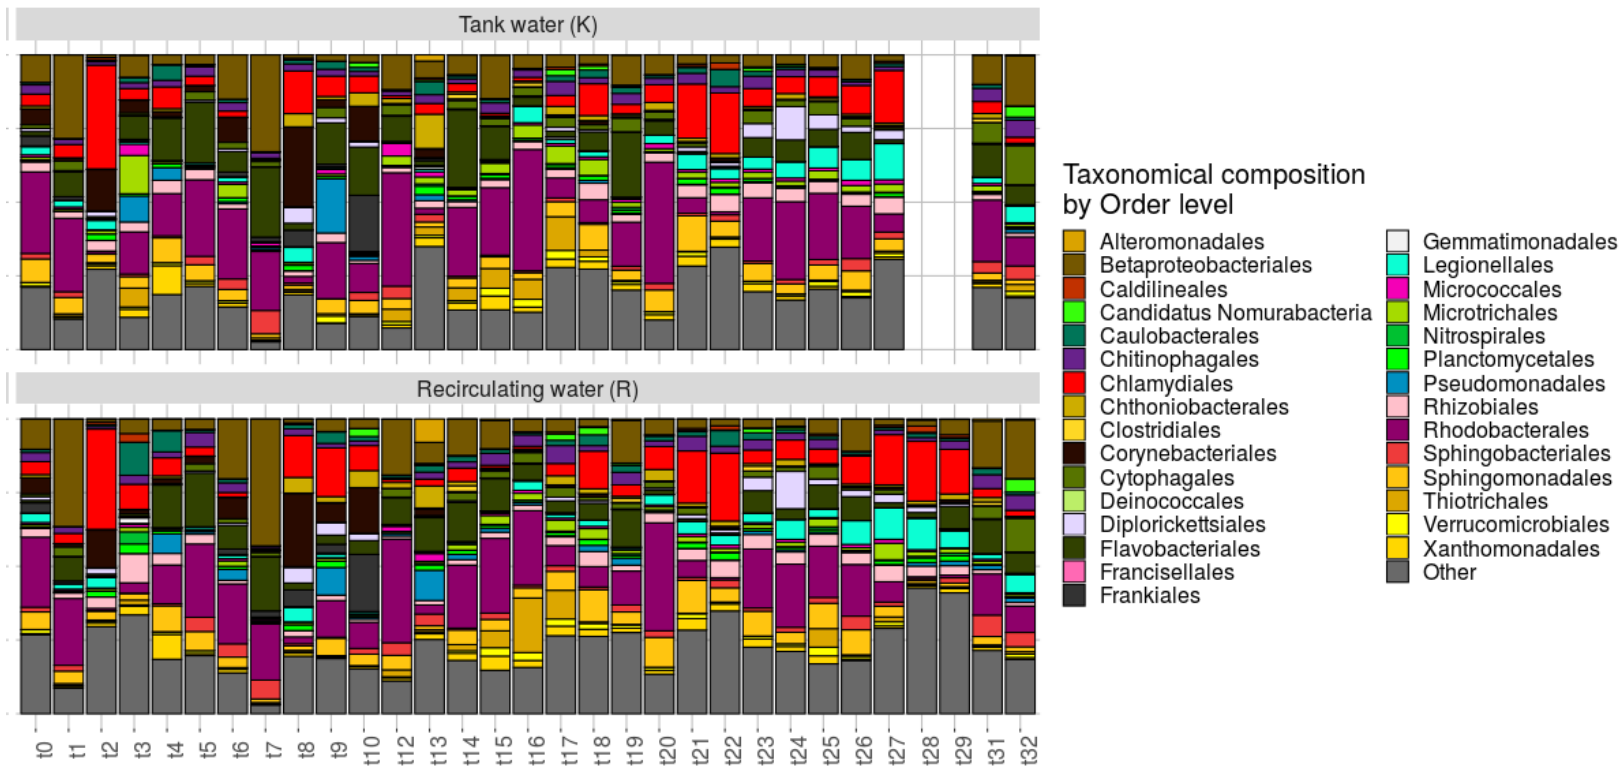 Tank water (K)
Recirculating water (R)
t0
t1
t2
t3
t4
t5
t6
t7
t8
t9
t10
t12
t13
t14
t15
t16
t17
t18
t19
t20
t21
t22
t23
t24
t25
t26
t27
t28
t29
t31
t32
Taxonomical composition
by Order level
Alteromonadales
Betaproteobacteriales
Caldilineales
Candidatus Nomurabacteria
Caulobacterales
Chitinophagales
Chlamydiales
Chthoniobacterales
Clostridiales
Corynebacteriales
Cytophagales
Deinococcales
Diplorickettsiales
Flavobacteriales
Francisellales
Frankiales
Gemmatimonadales
Legionellales
Micrococcales
Microtrichales
Nitrospirales
Planctomycetales
Pseudomonadales
Rhizobiales
Rhodobacterales
Sphingobacteriales
Sphingomonadales
Thiotrichales
Verrucomicrobiales
Xanthomonadales
Other